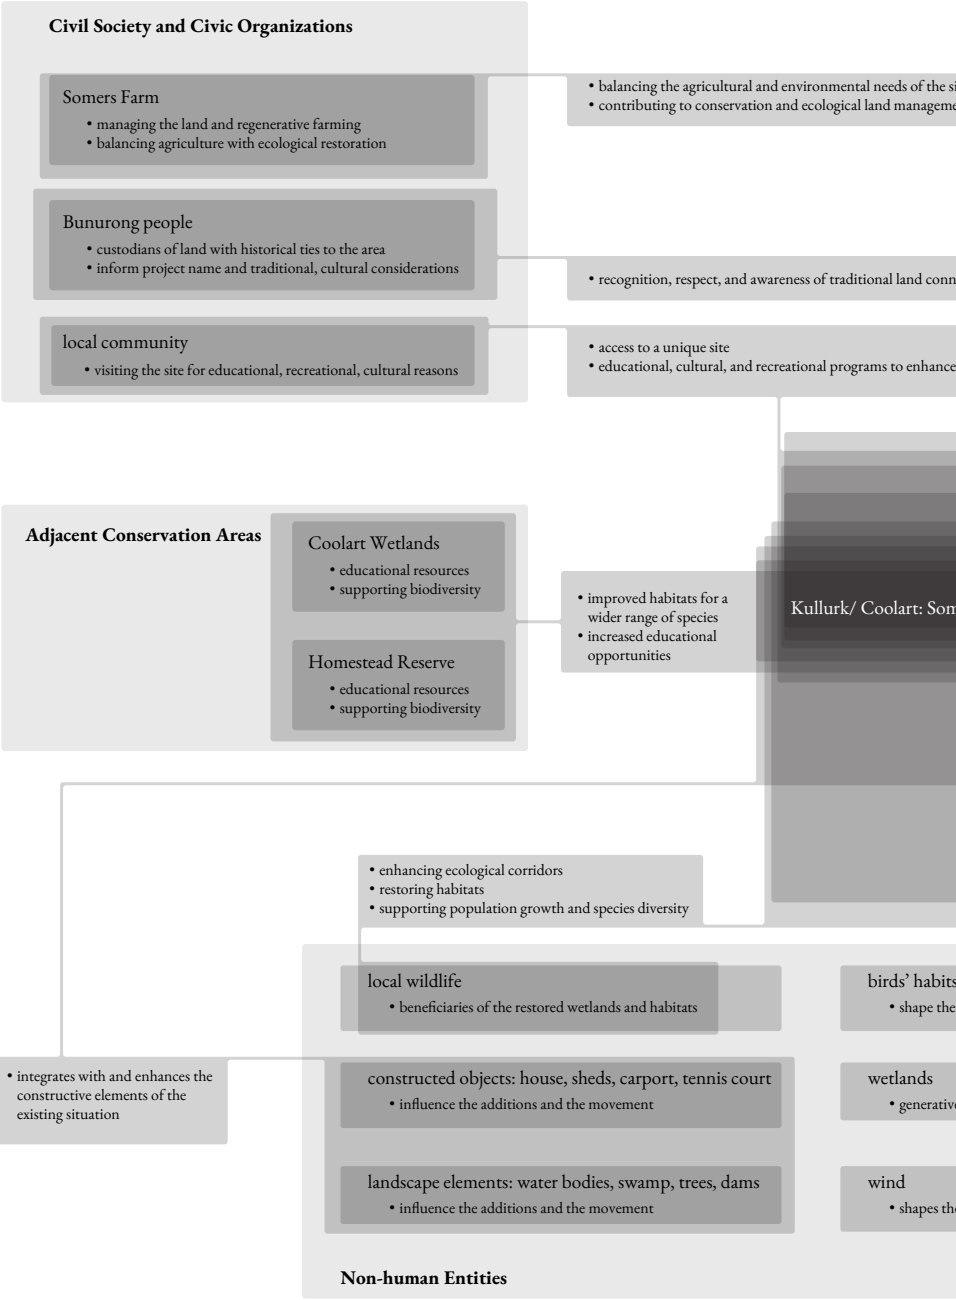 Civil Society and Civic Organizations
Somers Farm
• managing the land and regenerative farming
• balancing agriculture with ecological restoration
• balancing the agricultural and environmental needs of the
• contributing to conservation and ecological land
Bunurong people
• custodians of land with historical ties to the area
• inform project name and traditional, cultural considerations
• recognition, respect, and awareness of traditional land
local community
• visiting the site for educational, recreational, cultural reasons
• access to a unique site
• educational, cultural, and recreational programs to enhance
Adjacent Conservation Areas
Coolart Wetlands
• educational resources
• supporting biodiversity
Homestead Reserve
• educational resources
• supporting biodiversity
• improved habitats for a
wider range of species
• increased educational
opportunities
Kullurk/ Coolart:
• enhancing ecological corridors
• restoring habitats
• supporting population growth and species diversity
local wildlife
• beneficiaries of the restored wetlands and habitats
birds’ habits
• shape the
• integrates with and enhances the
constructive elements of the
existing situation
constructed objects: house, sheds, carport, tennis court
• influence the additions and the movement
wetlands
landscape elements: water bodies, swamp, trees, dams
• influence the additions and the movement
wind
• shapes
Non-human Entities